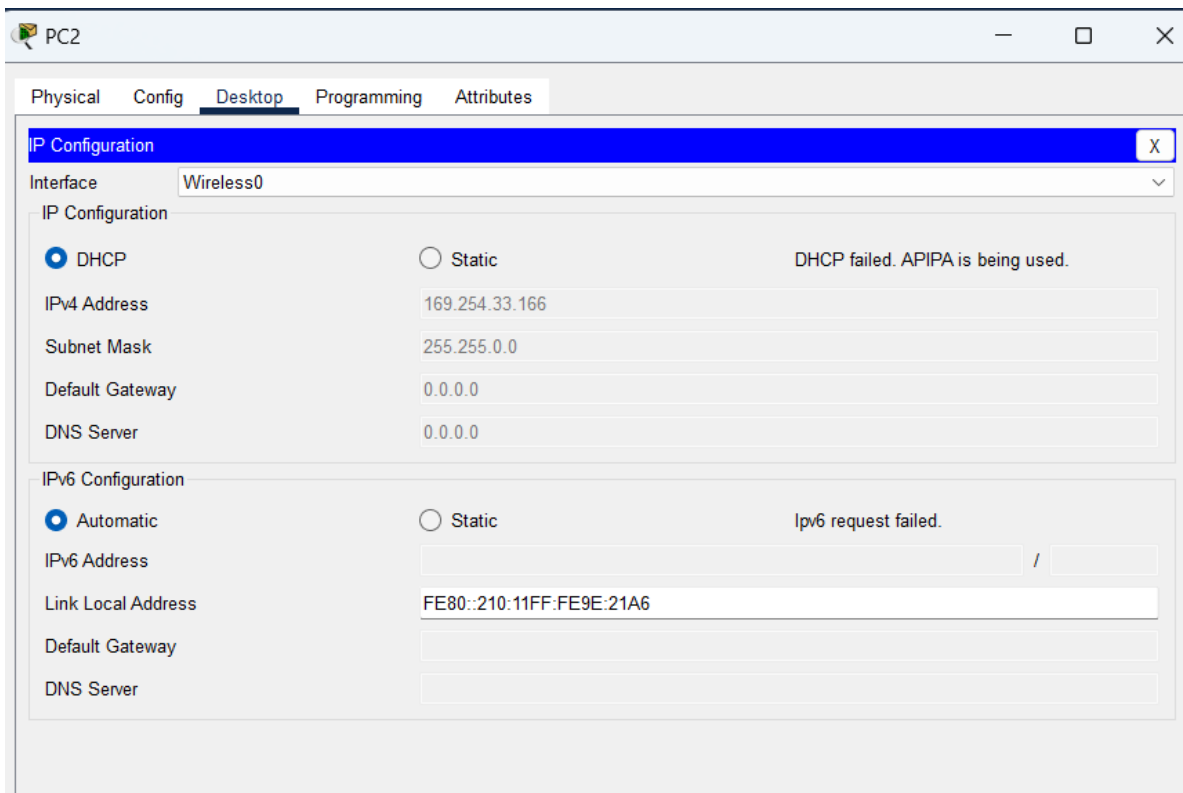 PC2
Physical Config Desktop Programming Attributes
IP Configuration X
Interface Wireless0
IP Configuration
DHCP Static DHCP failed. APIPA is being used.
IPv4 Address 169.254.33.166
Subnet Mask 255.255.0.0
Default Gateway 0.0.0.0
DNS Server 0.0.0.0
IPv6 Configuration
Automatic Static Ipv6 request failed.
IPv6 Address /
Link Local Address FE80::210:11FF:FE9E:21A6
Default Gateway
DNS Server